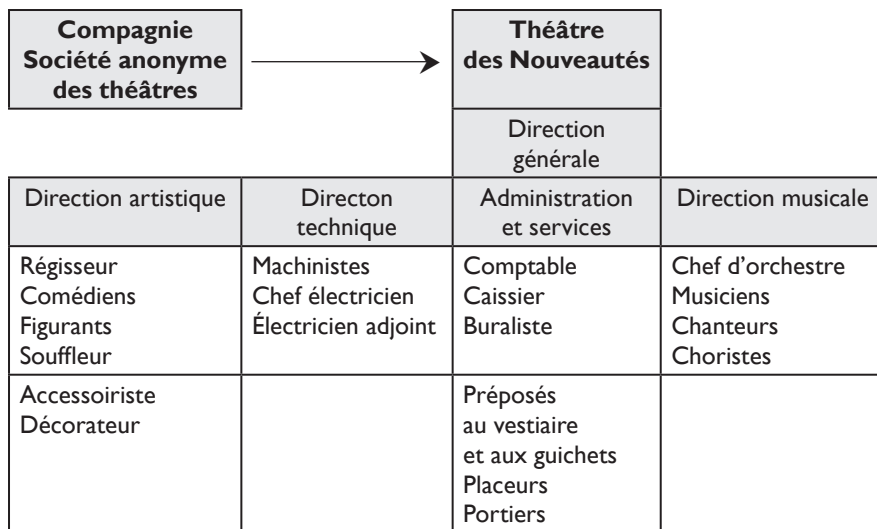 Compagnie
Société anonyme
des théâtres
Théâtre
des Nouveautés
Direction
générale
Direction artistique
Directon
technique
Administration
et services
Direction musicale
Régisseur
Comédiens
Figurants
Souffleur
Machinistes
Chef électricien
Électricien adjoint
Comptable
Caissier
Buraliste
Chef d'orchestre
Musiciens
Chanteurs
Choristes
Accessoiriste
Décorateur
Préposés
au vestiaire
et aux guichets
Placeurs
Portiers